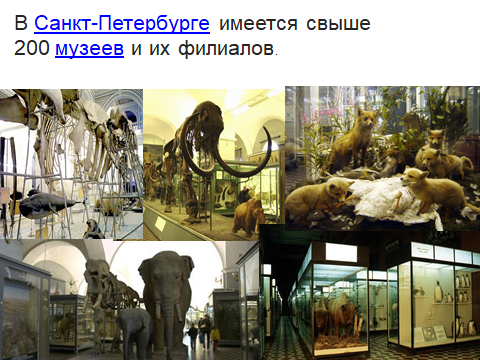 В Санкт-Петербурге имеется свыше
200 музеев и их филиалов.